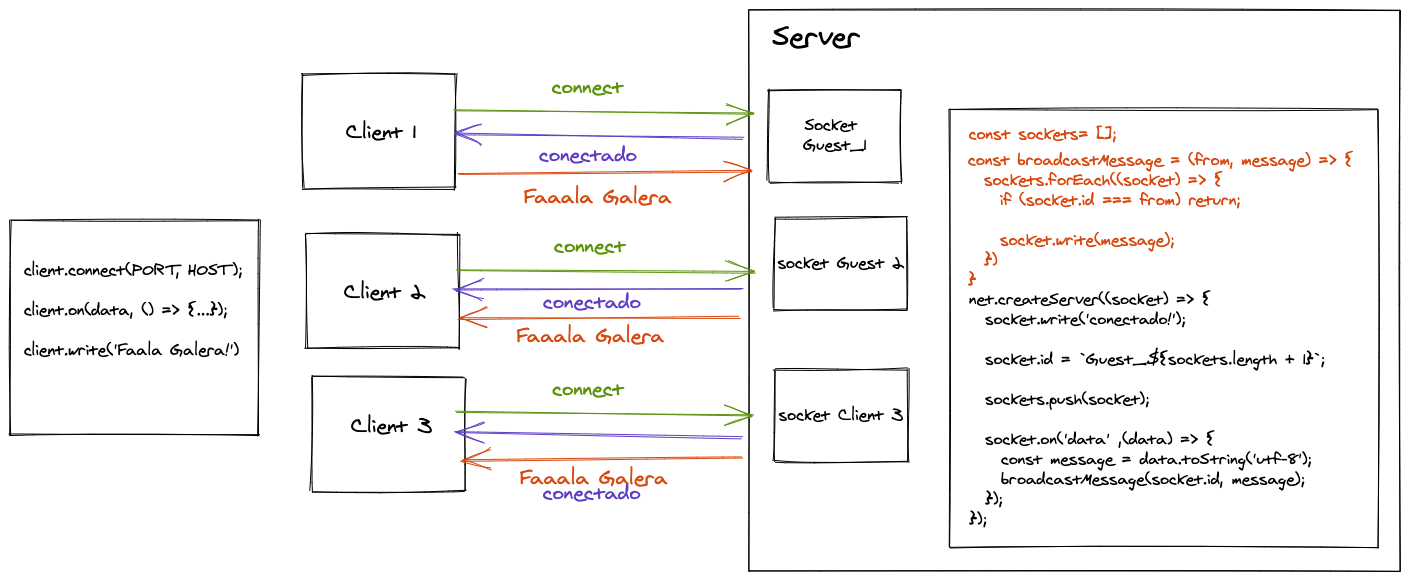 client.connect(PORT, HOST);
client.on(data, () => {...});
client.write('Faala Galera!')
Client 1
connect
conectado
Faaala Galera
Client 2
connect
conectado
Faaala Galera
Client 3
connect
Faaala Galera
conectado
Server
Socket
Guest_1
socket Guest 2
socket Client 3
const sockets= [];
const broadcastMessage = (from, message) => {
sockets.forEach((socket) => {
if (socket.id === from) return;
socket.write(message);
})
}
net.createServer((socket) => {
socket.write('conectado!');
socket.id = `Guest_${sockets.length + 1}`;
sockets.push(socket);
socket.on('data' ,(data) => {
const message = data.toString('utf-8');
broadcastMessage(socket.id, message);
});
});